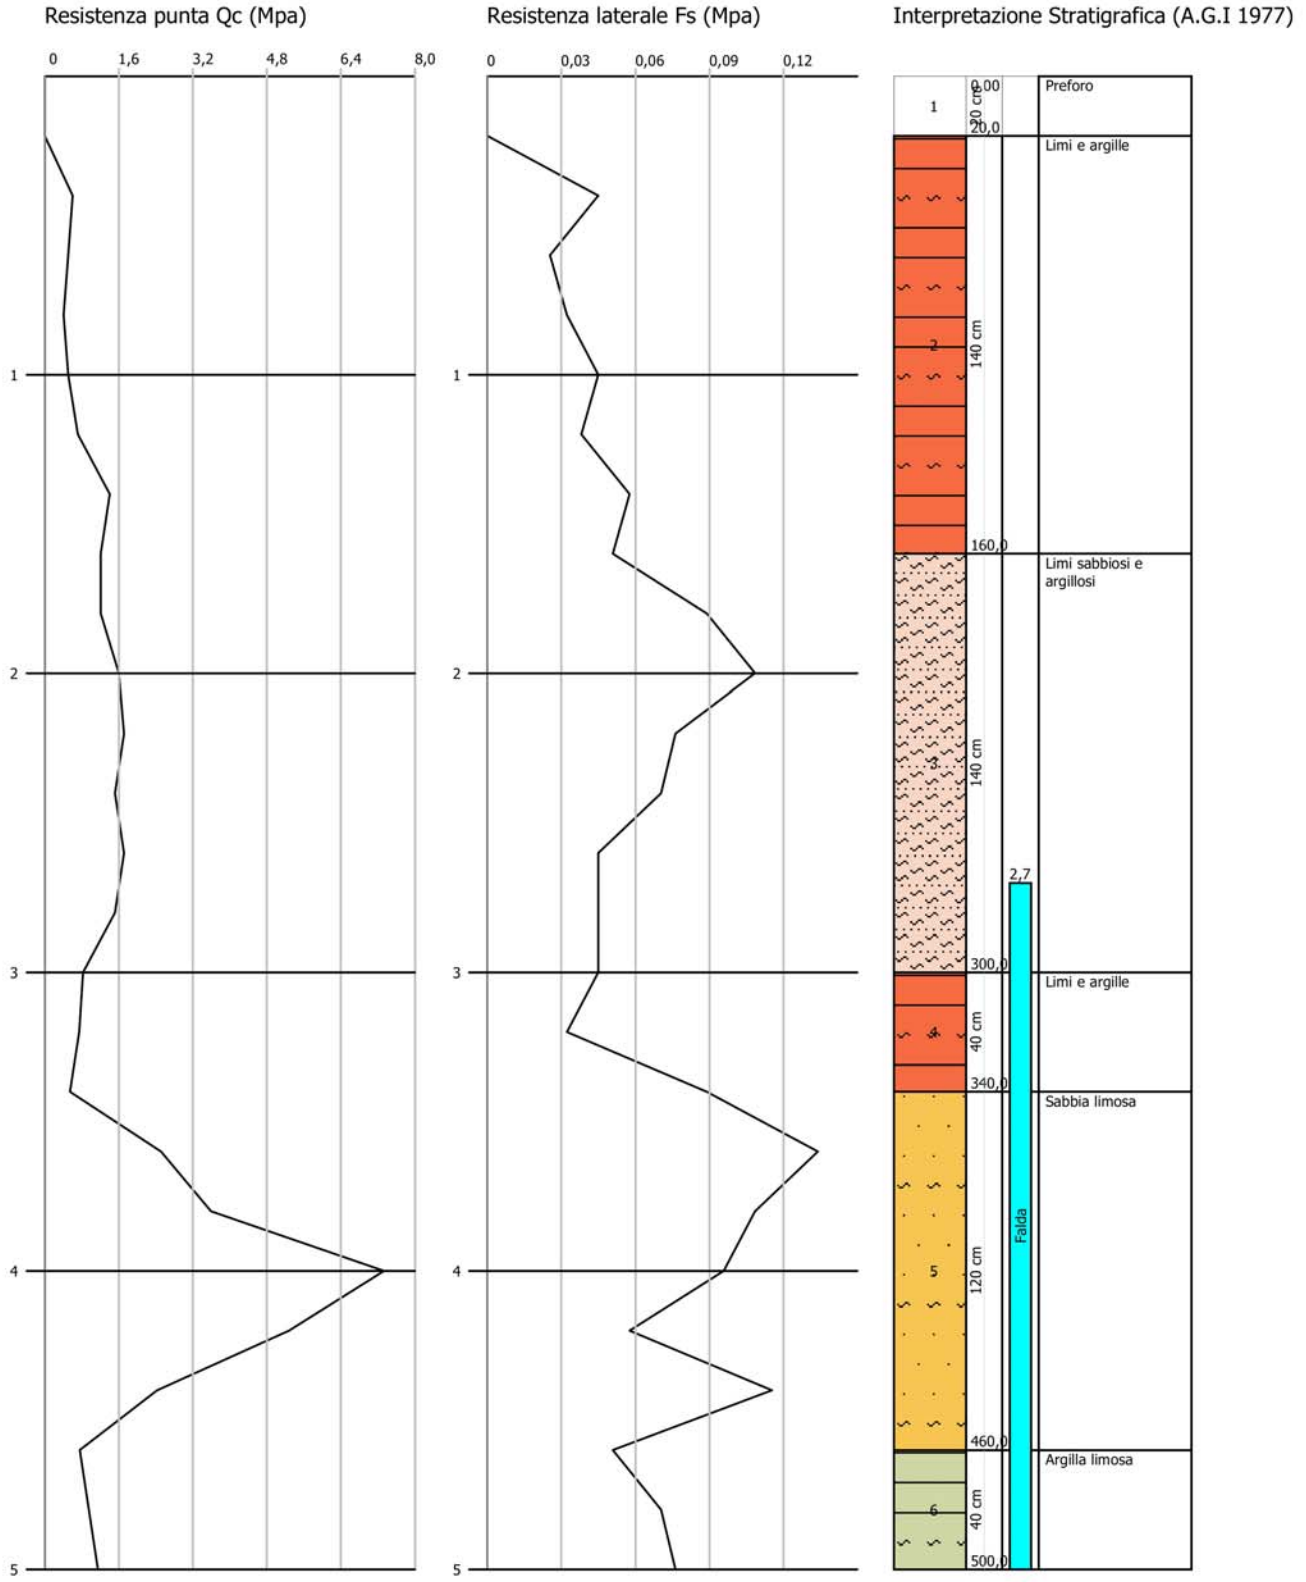 Resistenza punta Qc (Mpa)
0 1,6 3,2 4,8 6,4 8,0
1
2
3
4
5
Resistenza laterale Fs (Mpa)
0 0,03 0,06 0,09 0,12
1
2
3
4
5
Interpretazione Stratigrafica (A.G.I 1977)
0,00
1
20 cm
Preforo
20,0
Limi e argille
2
140 cm
160,0
Limi sabbiosi e
argillosi
3
140 cm
2,7
300,0
Limi e argille
4
40 cm
340,0
Sabbia limosa
Falda
5
120 cm
460,0
Argilla limosa
6
40 cm
500,0